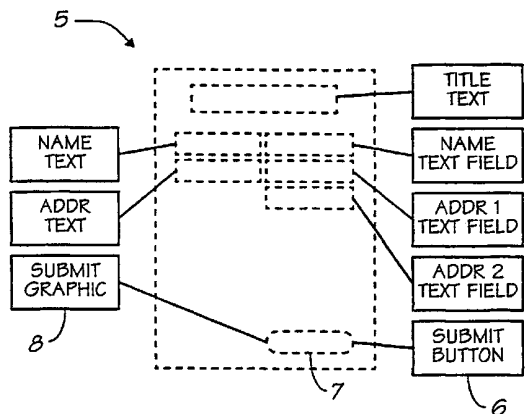 5
TITLE
TEXT
NAME
TEXT
NAME
TEXT FIELD
ADDR
TEXT
ADDR 1
TEXT FIELD
SUBMIT
GRAPHIC
ADDR 2
TEXT FIELD
8
7
SUBMIT
BUTTON
6